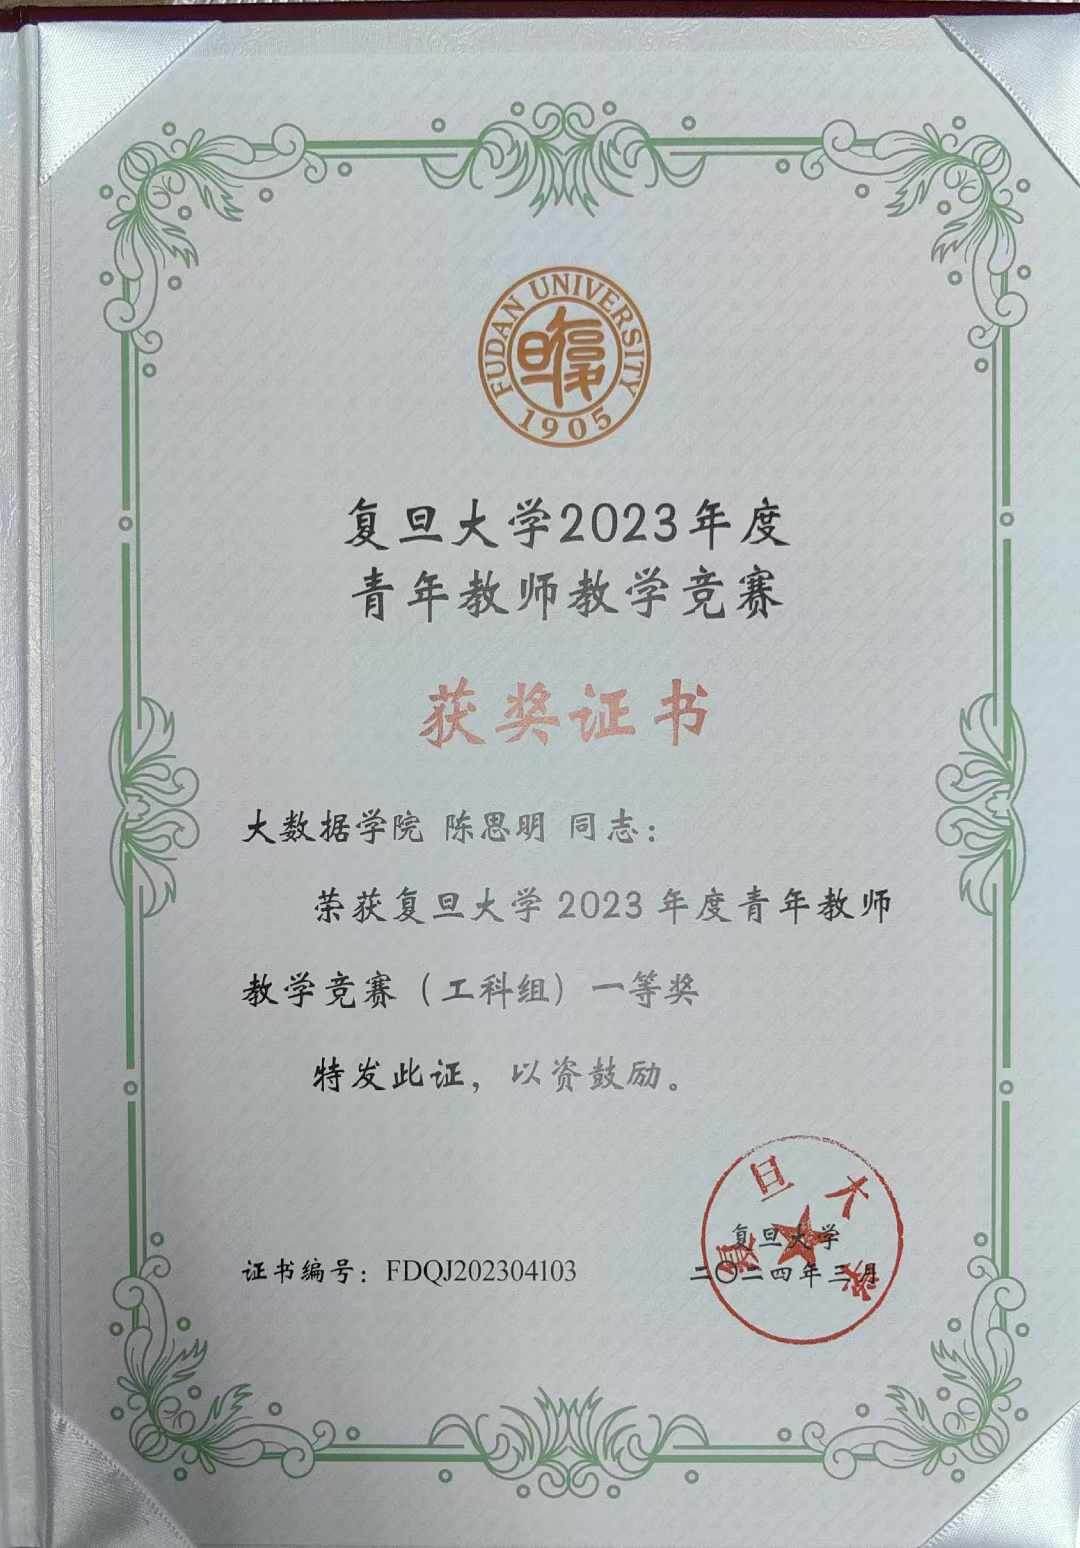 FUDAN UNIVERSITY
1905
复旦大学2023年度
青年教师教学竞赛
获奖证书
大数据学院 陈思明 同志：
荣获复旦大学 2023 年度青年教师
教学竞赛（工科组）一等奖
特发此证，以资鼓励。
复旦大学
复旦大学
证书编号：FDQJ202304103
二〇二四年三月